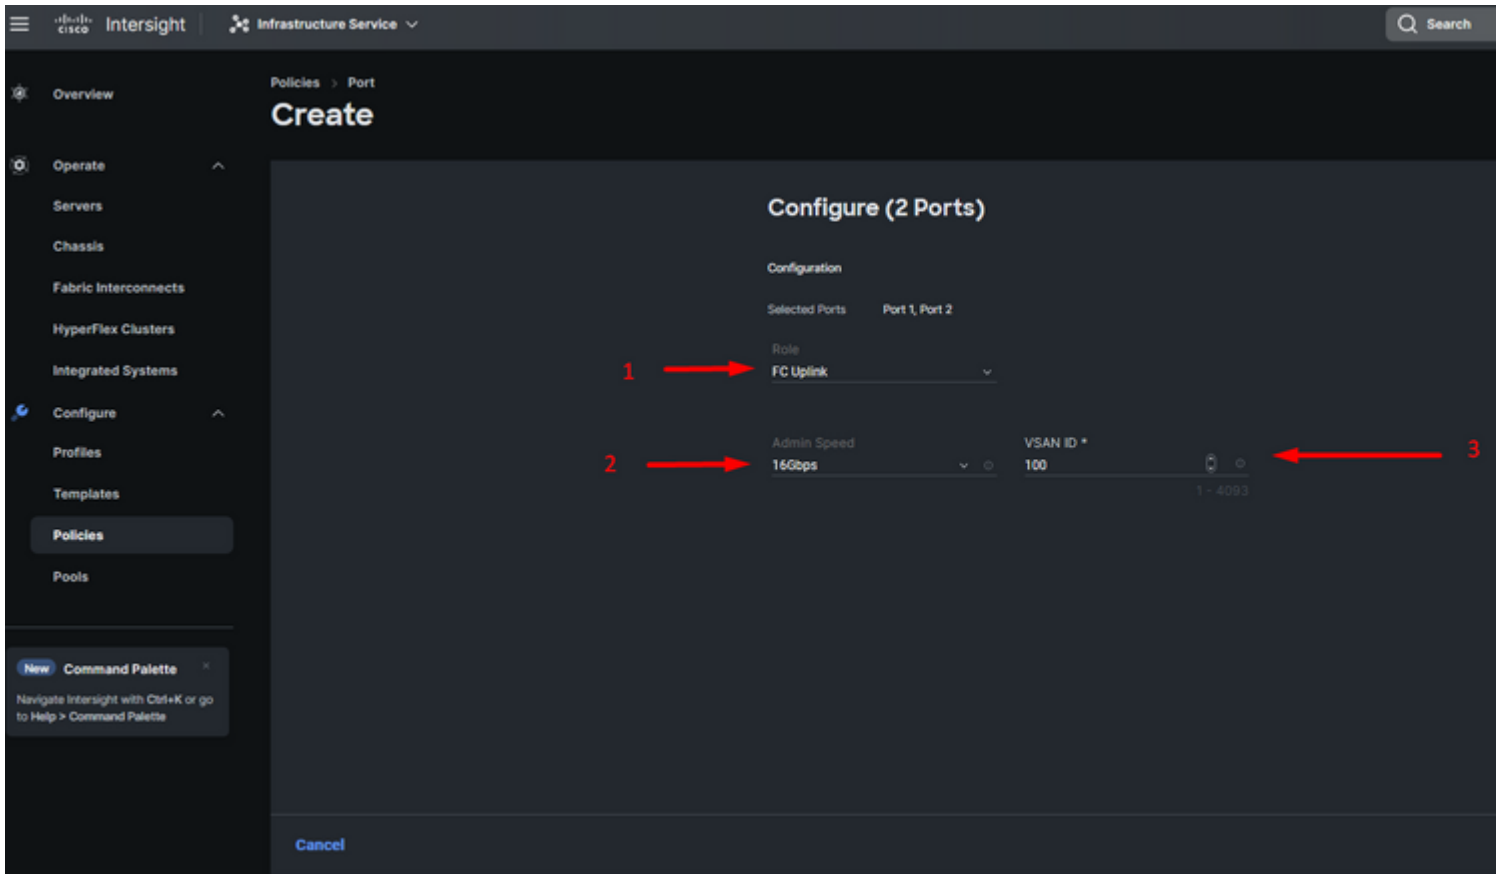 cisco Intersight Infrastructure Service Search
Overview
Operate
Servers
Chassis
Fabric Interconnects
HyperFlex Clusters
Integrated Systems
Configure
Profiles
Templates
Policies
Pools
New Command Palette ×
Navigate Intersight with Ctrl+K or go
to Help > Command Palette
Policies > Port
Create
Configure (2 Ports)
Configuration
Selected Ports Port 1, Port 2
Role
1 FC Uplink
Admin Speed VSAN ID *
2 16Gbps 100 3
1 - 4093
Cancel